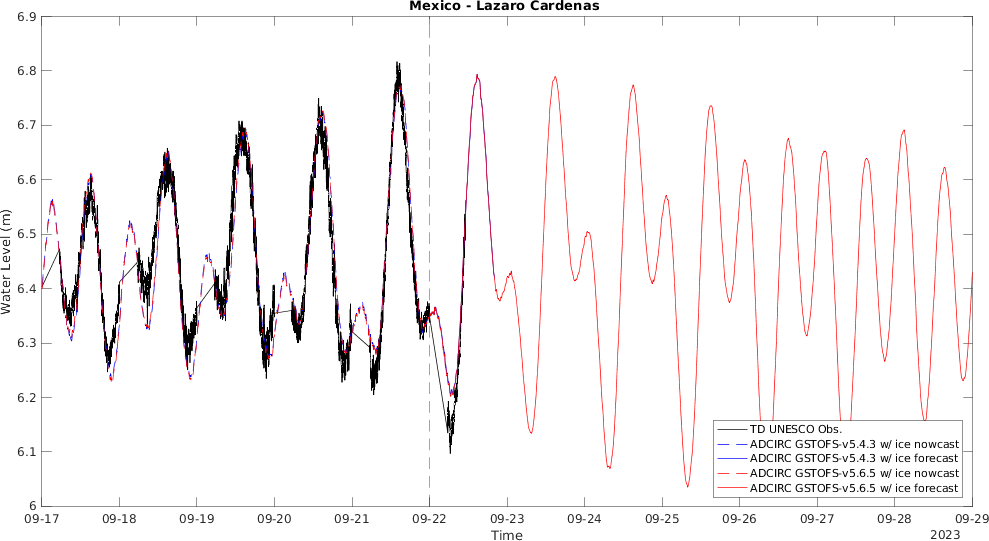 Mexico - Lazaro Cardenas
6.9
6.8
6.7
6.6
6.5
6.4
6.3
6.2
6.1
6
Water Level (m)
TD UNESCO Obs.
ADCIRC GSTOFS-v5.4.3 w/ ice nowcast
ADCIRC GSTOFS-v5.4.3 w/ ice forecast
ADCIRC GSTOFS-v5.6.5 w/ ice nowcast
ADCIRC GSTOFS-v5.6.5 w/ ice forecast
09-17 09-18 09-19 09-20 09-21 09-22 09-23 09-24 09-25 09-26 09-27 09-28 09-29
Time
2023